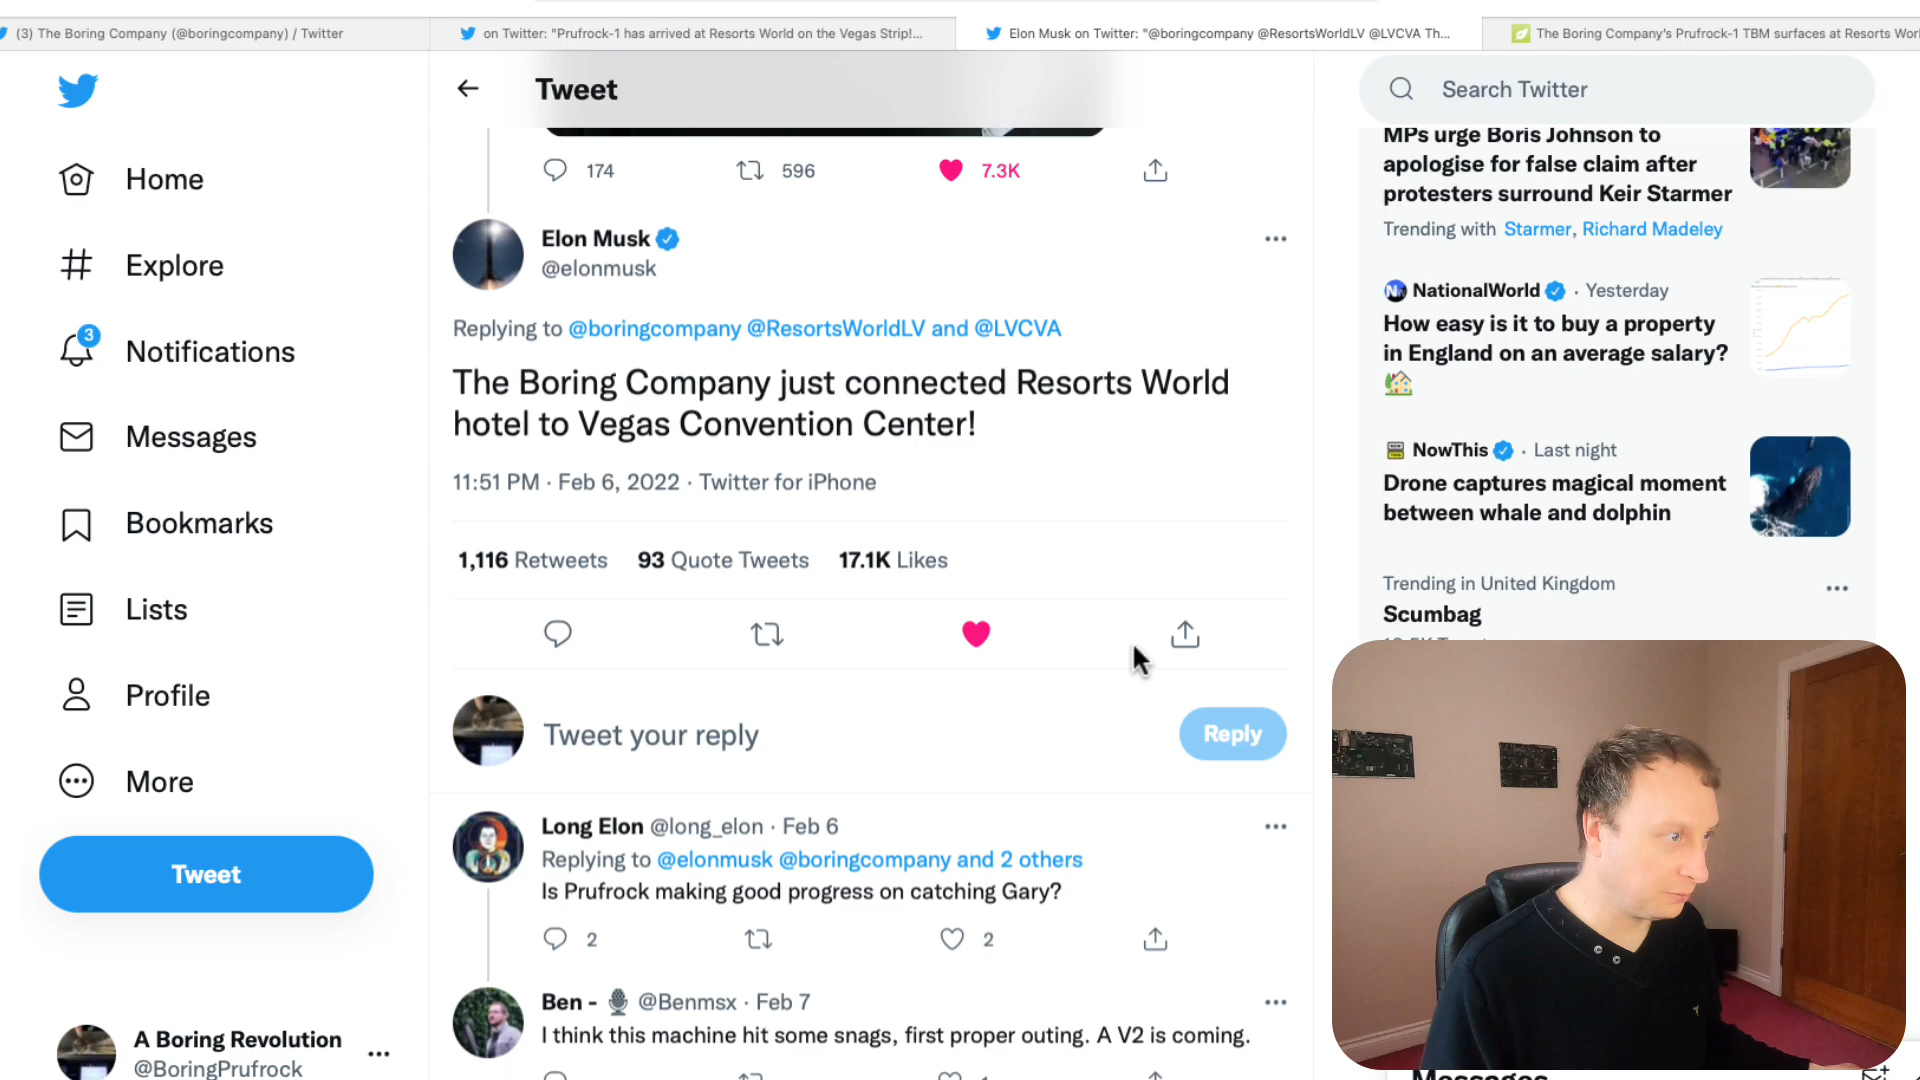 (3) The Boring Company (@boringcompany) / Twitter
on Twitter: "Prufrock-1 has arrived at Resorts World on the Vegas Strip!...
Elon Musk on Twitter: "@boringcompany @ResortsWorldLV @LVCVA Th...
The Boring Company's Prufrock-1 TBM surfaces at Resorts Worl
Home
Explore
3
Notifications
Messages
Bookmarks
Lists
Profile
More
Tweet
A Boring Revolution
@BoringPrufrock
Tweet
174 596 7.3K
Elon Musk
@elonmusk
Replying to @boringcompany @ResortsWorldLV and @LVCVA
The Boring Company just connected Resorts World
hotel to Vegas Convention Center!
11:51 PM · Feb 6, 2022 · Twitter for iPhone
1,116 Retweets 93 Quote Tweets 17.1K Likes
Tweet your reply
Reply
Long Elon @long_elon · Feb 6
Replying to @elonmusk @boringcompany and 2 others
Is Prufrock making good progress on catching Gary?
2 2
Ben - @Benmsx · Feb 7
I think this machine hit some snags, first proper outing. A V2 is coming.
Search Twitter
MPs urge Boris Johnson to
apologise for false claim after
protesters surround Keir Starmer
Trending with Starmer, Richard Madeley
NationalWorld · Yesterday
How easy is it to buy a property
in England on an average salary?
NowThis · Last night
Drone captures magical moment
between whale and dolphin
Trending in United Kingdom
Scumbag
Messages